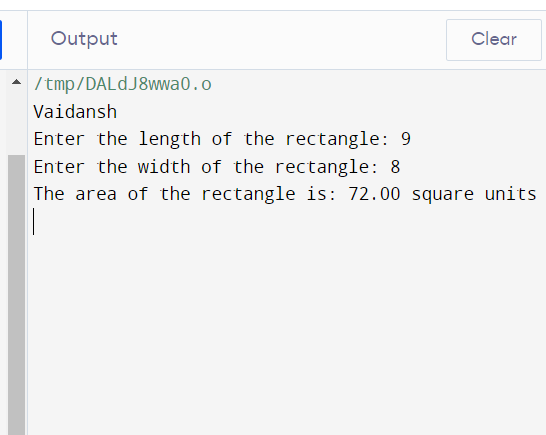 Output
Clear
/tmp/DALdJ8wwa0.o
Vaidansh
Enter the length of the rectangle: 9
Enter the width of the rectangle: 8
The area of the rectangle is: 72.00 square units